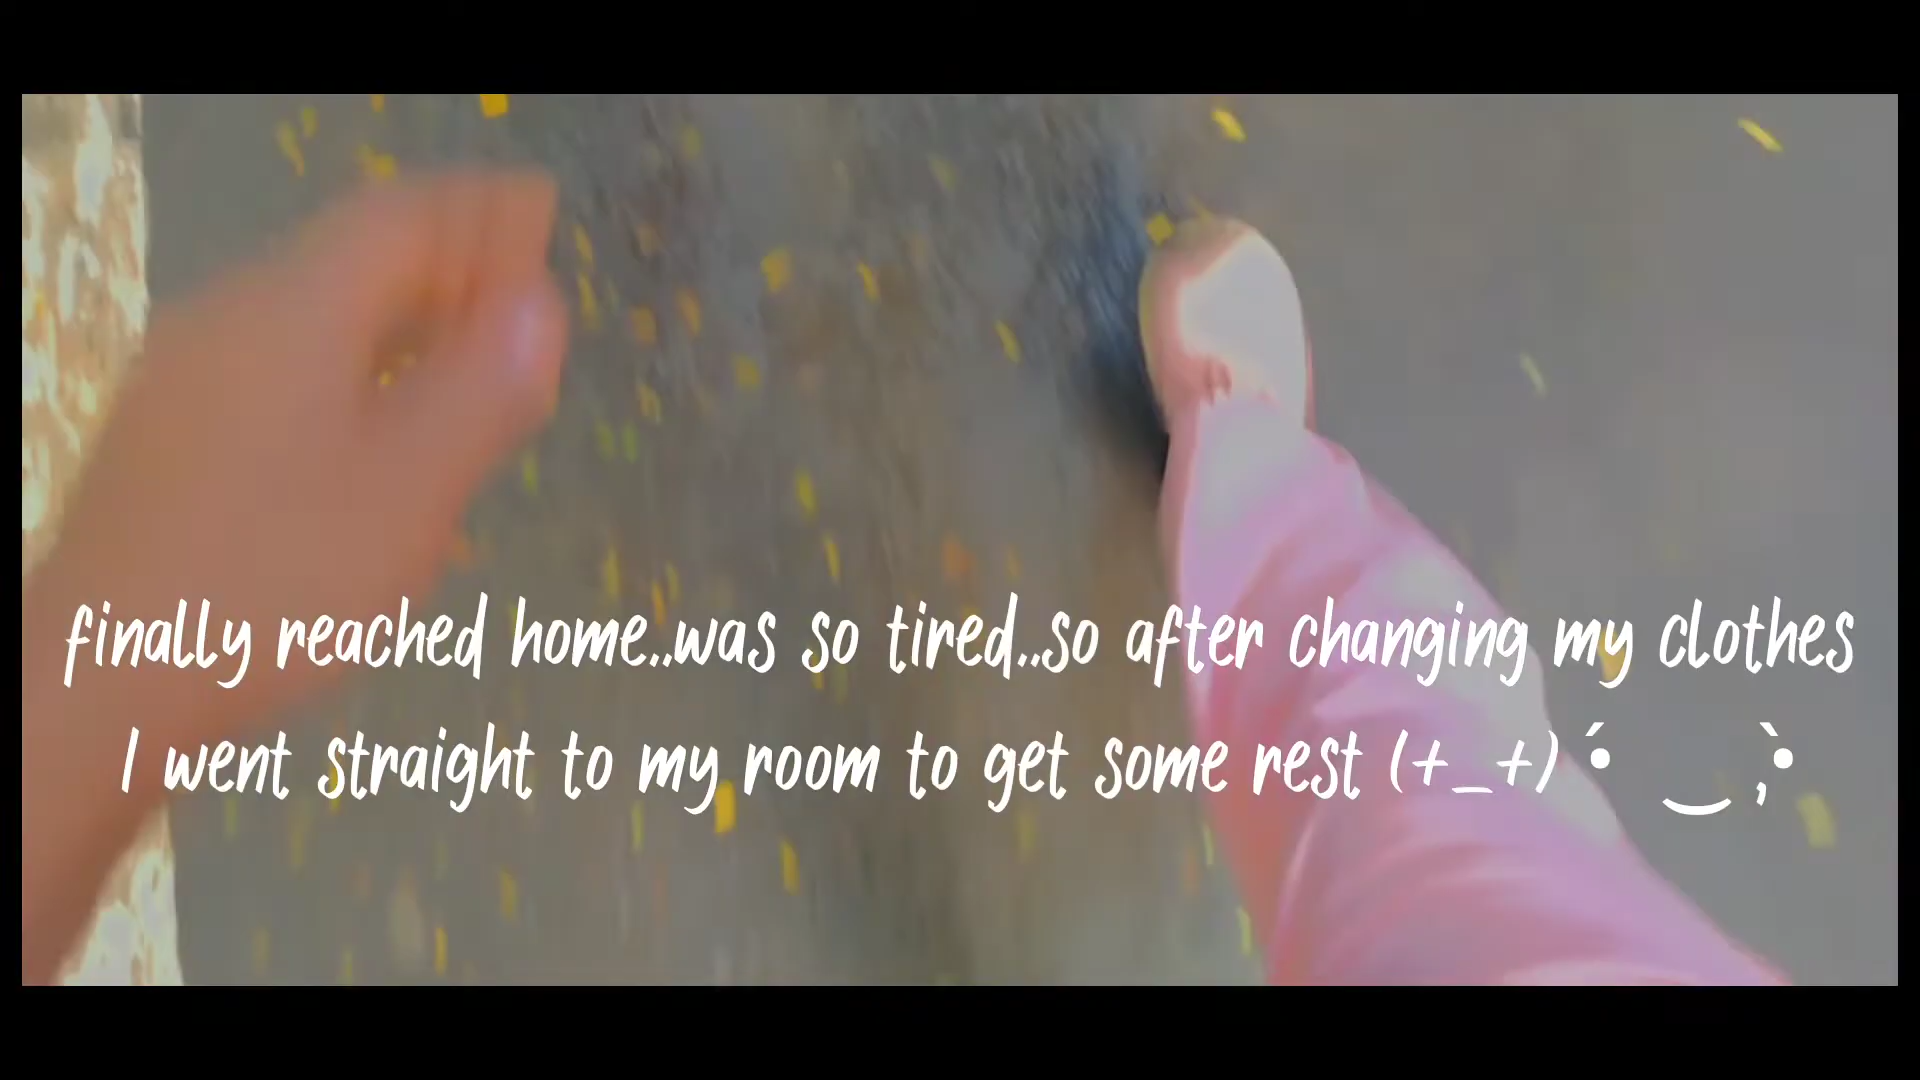 finally reached home..was so tired..so after changing my clothes
I went straight to my room to get some rest (+_+) •́ ‿ ,•̀